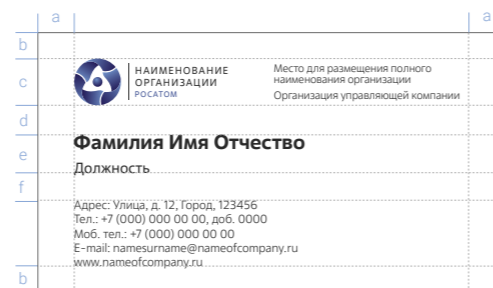 a
a
b
c
НАИМЕНОВАНИЕ
ОРГАНИЗАЦИИ
РОСАТОМ
Место для размещения полного
наименования организации
Организация управляющей компании
d
e
Фамилия Имя Отчество
Должность
f
Адрес: Улица, д. 12, Город, 123456
Тел.: +7 (000) 000 00 00, доб. 0000
Моб. тел.: +7 (000) 000 00 00
E-mail: namesurname@nameofcompany.ru
www.nameofcompany.ru
b